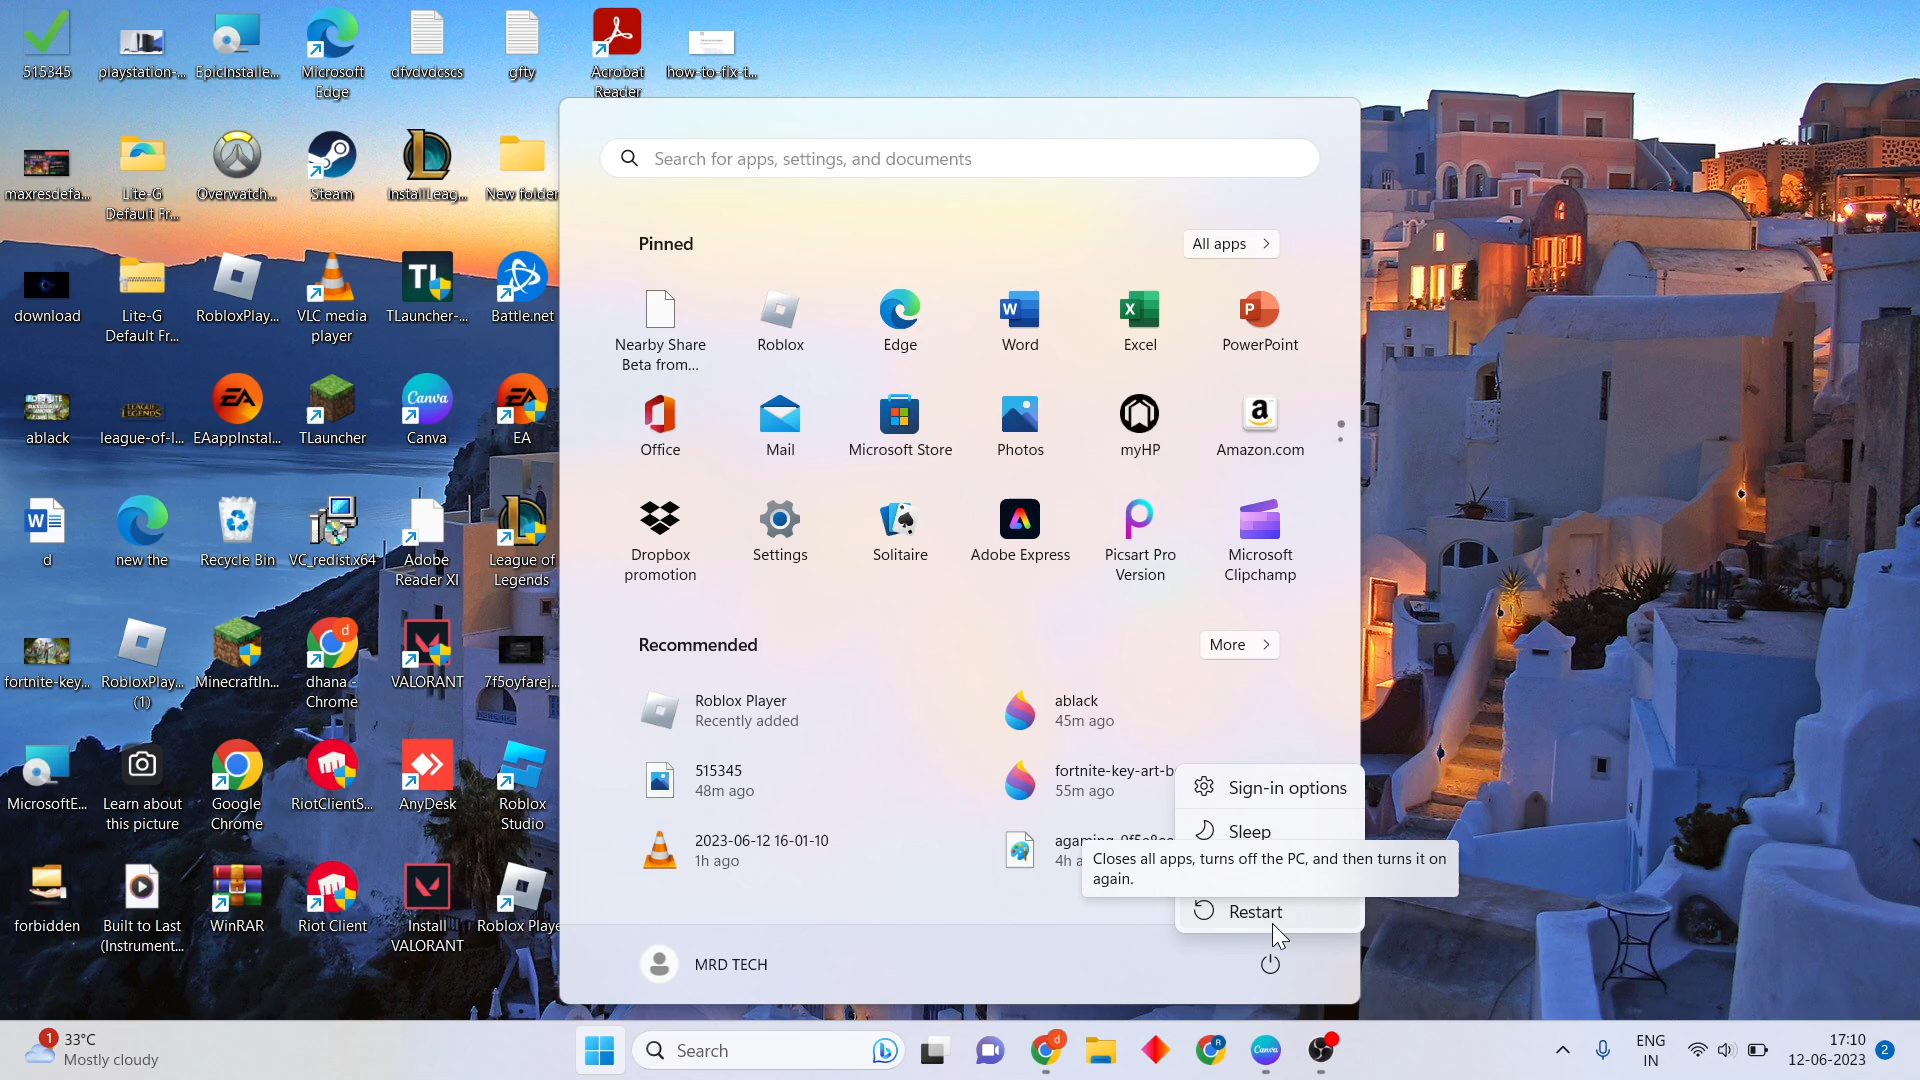 515345
playstation-...
EpicInstalle...
Microsoft
Edge
dfvdvdcscs
gfty
Acrobat
Reader
how-to-fix-t...
maxresdefa...
Lite-G
Default Fr...
Overwatch...
Steam
InstallLeag...
New folder
download
Lite-G
Default Fr...
RobloxPlay...
VLC media
player
TLauncher-...
Battle.net
ablack
league-of-l...
EAappInstal...
TLauncher
Canva
EA
d
new the
Recycle Bin
VC_redist.x64
Adobe
Reader XI
League of
Legends
fortnite-key...
RobloxPlay...
(1)
MinecraftIn...
dhana -
Chrome
VALORANT
7f5oyfarej...
MicrosoftE...
Learn about
this picture
Google
Chrome
RiotClientS...
AnyDesk
Roblox
Studio
forbidden
Built to Last
(Instrument...
WinRAR
Riot Client
Install
VALORANT
Roblox Playe
Search for apps, settings, and documents
Pinned
All apps
Nearby Share
Beta from...
Roblox
Edge
Word
Excel
PowerPoint
Office
Mail
Microsoft Store
Photos
myHP
Amazon.com
Dropbox
promotion
Settings
Solitaire
Adobe Express
Picsart Pro
Version
Microsoft
Clipchamp
Recommended
More
Roblox Player
Recently added
ablack
45m ago
515345
48m ago
fortnite-key-art-b
55m ago
2023-06-12 16-01-10
1h ago
4h a
Sign-in options
Sleep
Closes all apps, turns off the PC, and then turns it on
again.
Restart
MRD TECH
1
33°C
Mostly cloudy
Search
ENG
IN
17:10
12-06-2023
2